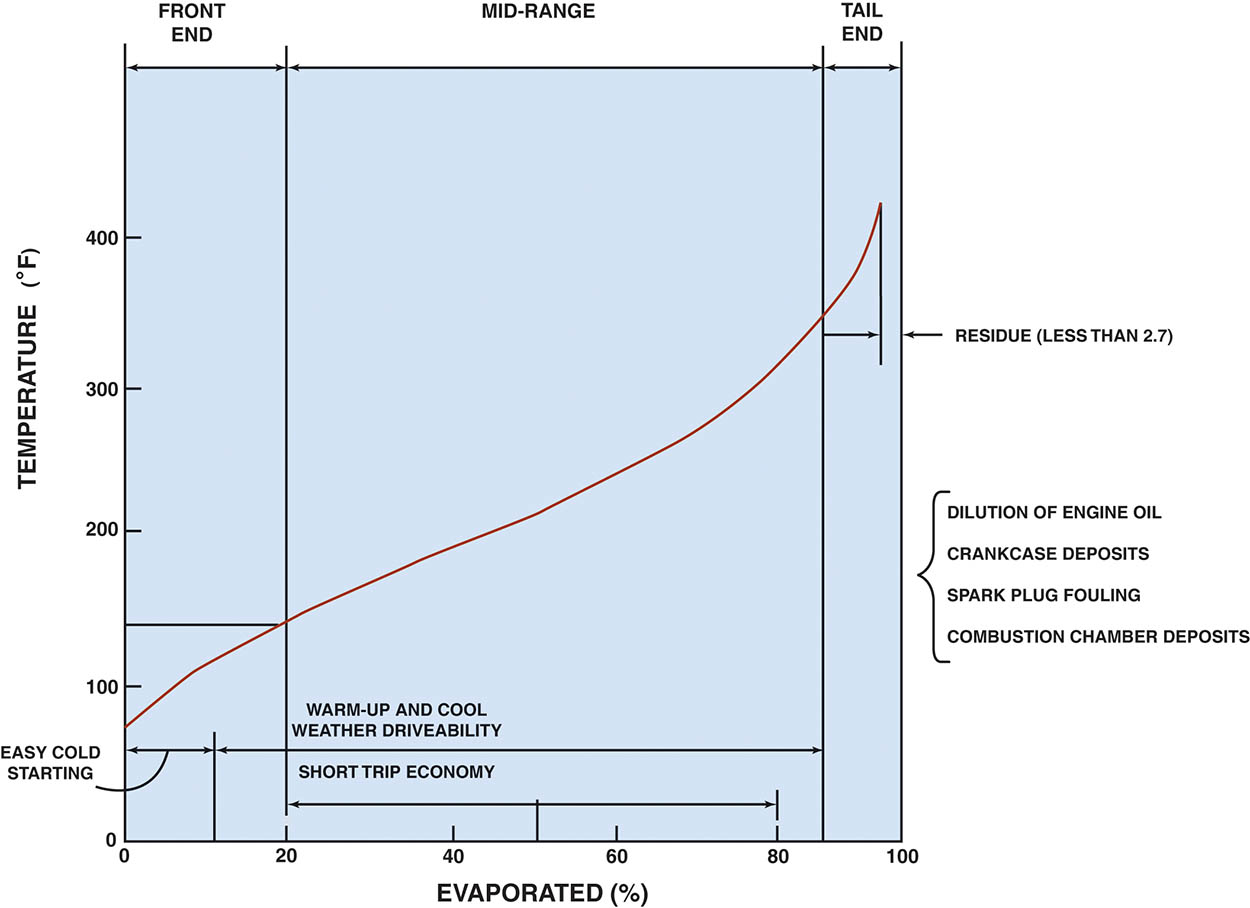 FRONT
END
MID-RANGE
TAIL
END
400
300
200
100
0
TEMPERATURE (°F)
RESIDUE (LESS THAN 2.7)
DILUTION OF ENGINE OIL
CRANKCASE DEPOSITS
SPARK PLUG FOULING
COMBUSTION CHAMBER DEPOSITS
WARM-UP AND COOL
WEATHER DRIVEABILITY
EASY COLD
STARTING
SHORT TRIP ECONOMY
0 20 40 60 80 100
EVAPORATED (%)